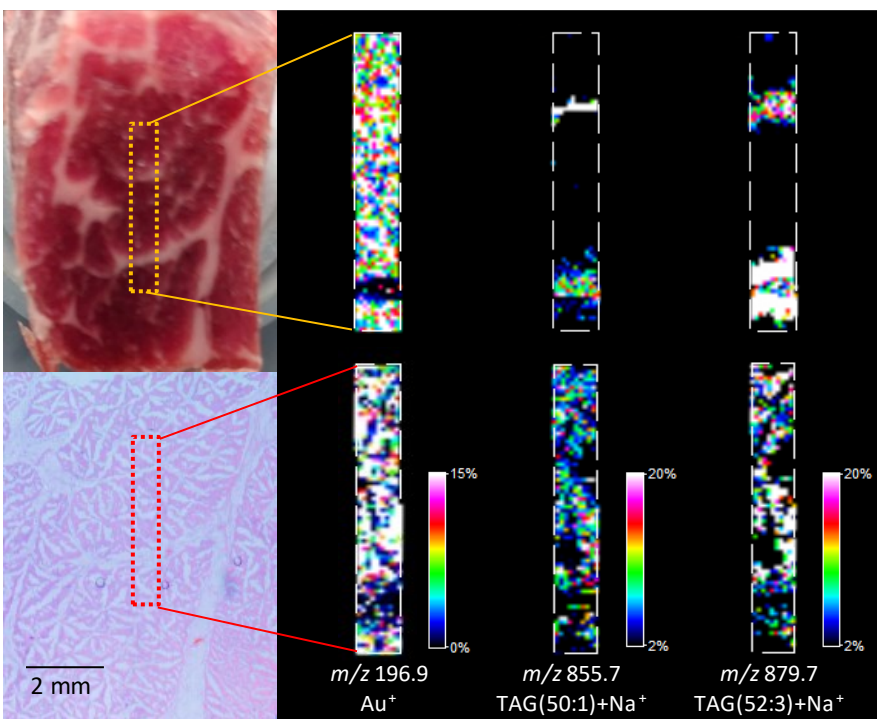 15%
20%
20%
0%
2%
2%
2 mm
m/z 196.9
m/z 855.7
m/z 879.7
Au⁺
TAG(50:1)+Na⁺
TAG(52:3)+Na⁺